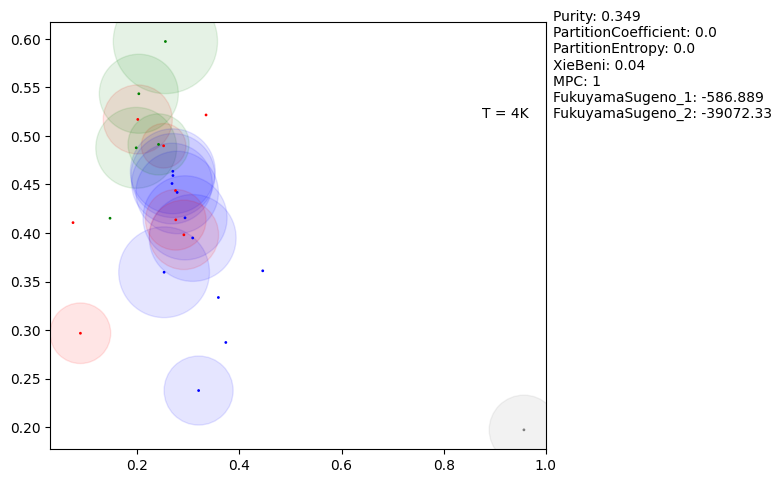 Purity: 0.349
PartitionCoefficient: 0.0
PartitionEntropy: 0.0
XieBeni: 0.04
MPC: 1
FukuyamaSugeno_1: -586.889
FukuyamaSugeno_2: -39072.33
T = 4K
0.60
0.55
0.50
0.45
0.40
0.35
0.30
0.25
0.20
0.2
0.4
0.6
0.8
1.0